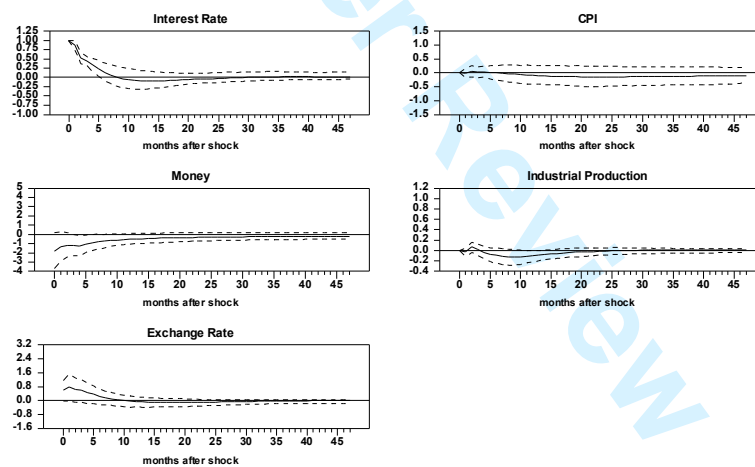 Interest Rate
1.25
1.00
0.75
0.50
0.25
0.00
-0.25
-0.50
-0.75
-1.00
0 5 10 15 20 25 30 35 40 45
months after shock
CPI
1.5
1.0
0.5
0.0
-0.5
-1.0
-1.5
0 5 10 15 20 25 30 35 40 45
months after shock
Money
5
4
3
2
1
0
-1
-2
-3
-4
0 5 10 15 20 25 30 35 40 45
months after shock
Industrial Production
1.2
1.0
0.8
0.6
0.4
0.2
-0.0
-0.2
-0.4
0 5 10 15 20 25 30 35 40 45
months after shock
Exchange Rate
3.2
2.4
1.6
0.8
0.0
-0.8
-1.6
0 5 10 15 20 25 30 35 40 45
months after shock
Review